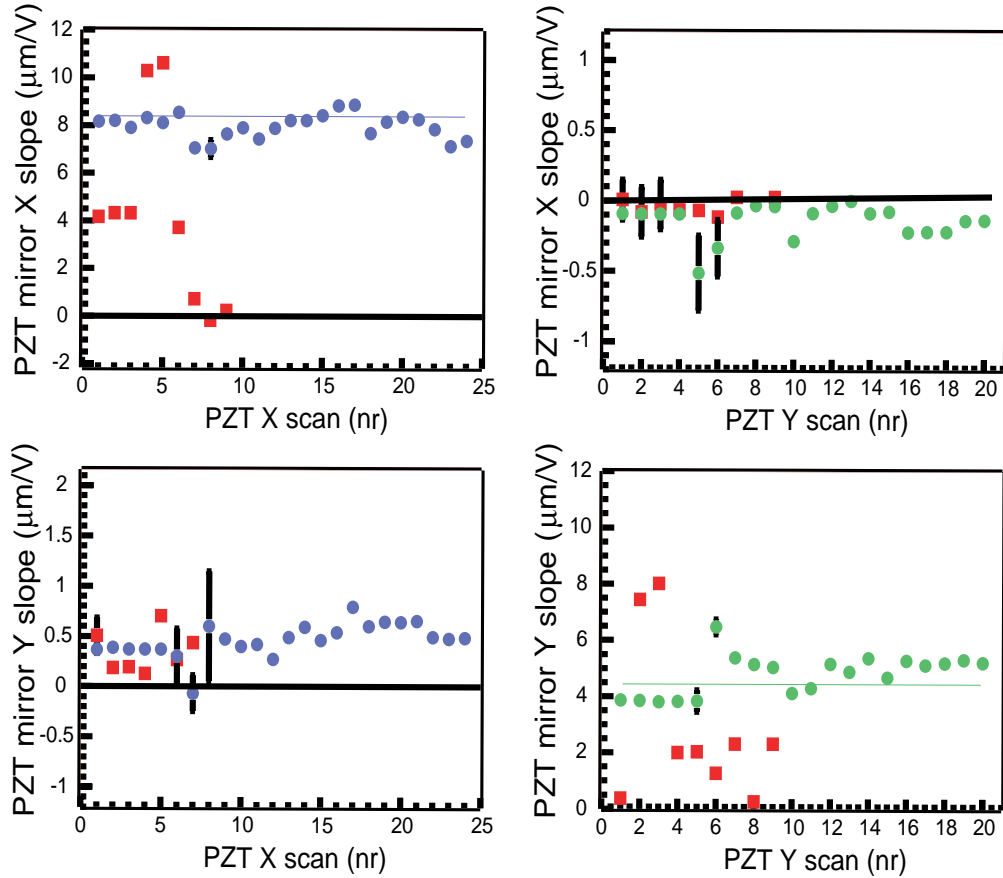 PZT mirror X slope (μm/V)
12
10
8
6
4
2
0
-2
0 5 10 15 20 25
PZT X scan (nr)
PZT mirror X slope (μm/V)
1
0.5
0
-0.5
-1
0 2 4 6 8 10 12 14 16 18 20
PZT Y scan (nr)
PZT mirror Y slope (μm/V)
2
1.5
1
0.5
0
-0.5
-1
0 5 10 15 20 25
PZT X scan (nr)
PZT mirror Y slope (μm/V)
12
10
8
6
4
2
0
0 2 4 6 8 10 12 14 16 18 20
PZT Y scan (nr)